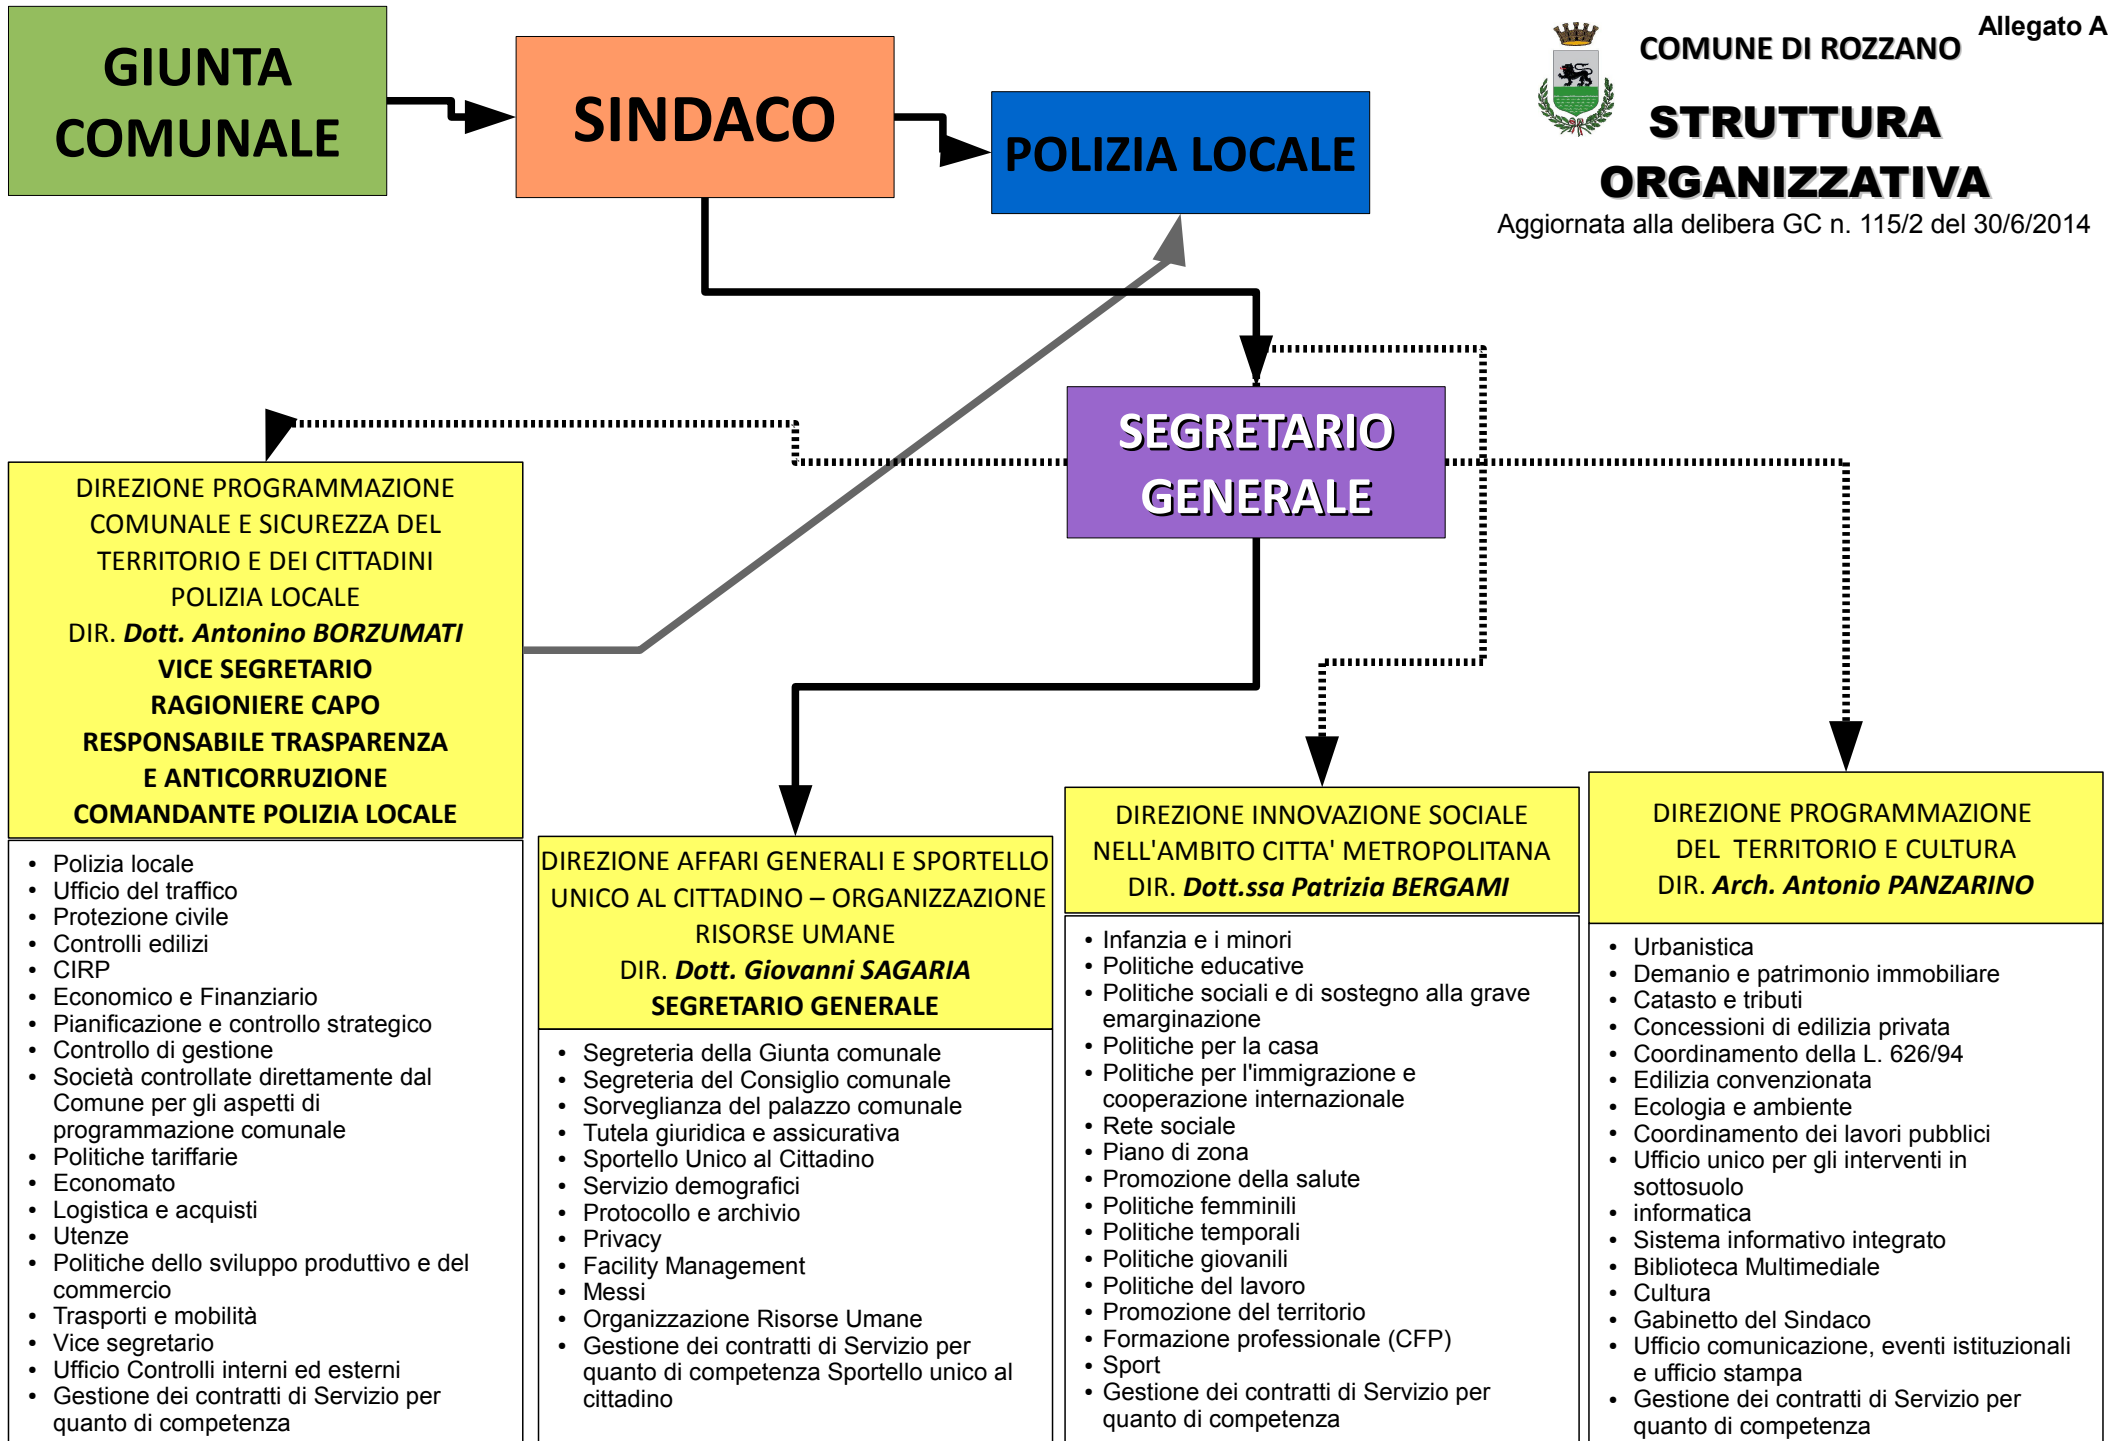 Allegato A
COMUNE DI ROZZANO
STRUTTURA
ORGANIZZATIVA
Aggiornata alla delibera GC n. 115/2 del 30/6/2014
GIUNTA
COMUNALE
SINDACO
POLIZIA LOCALE
SEGRETARIO
GENERALE
DIREZIONE PROGRAMMAZIONE
COMUNALE E SICUREZZA DEL
TERRITORIO E DEI CITTADINI
POLIZIA LOCALE
DIR. Dott. Antonino BORZUMATI
VICE SEGRETARIO
RAGIONIERE CAPO
RESPONSABILE TRASPARENZA
E ANTICORRUZIONE
COMANDANTE POLIZIA LOCALE
• Polizia locale
• Ufficio del traffico
• Protezione civile
• Controlli edilizi
• CIRP
• Economico e Finanziario
• Pianificazione e controllo strategico
• Controllo di gestione
• Società controllate direttamente dal
Comune per gli aspetti di
programmazione comunale
• Politiche tariffarie
• Economato
• Logistica e acquisti
• Utenze
• Politiche dello sviluppo produttivo e del
commercio
• Trasporti e mobilità
• Vice segretario
• Ufficio Controlli interni ed esterni
• Gestione dei contratti di Servizio per
quanto di competenza
DIREZIONE AFFARI GENERALI E SPORTELLO
UNICO AL CITTADINO – ORGANIZZAZIONE
RISORSE UMANE
DIR. Dott. Giovanni SAGARIA
SEGRETARIO GENERALE
• Segreteria della Giunta comunale
• Segreteria del Consiglio comunale
• Sorveglianza del palazzo comunale
• Tutela giuridica e assicurativa
• Sportello Unico al Cittadino
• Servizio demografici
• Protocollo e archivio
• Privacy
• Facility Management
• Messi
• Organizzazione Risorse Umane
• Gestione dei contratti di Servizio per
quanto di competenza Sportello unico al
cittadino
DIREZIONE INNOVAZIONE SOCIALE
NELL'AMBITO CITTA' METROPOLITANA
DIR. Dott.ssa Patrizia BERGAMI
• Infanzia e i minori
• Politiche educative
• Politiche sociali e di sostegno alla grave
emarginazione
• Politiche per la casa
• Politiche per l'immigrazione e
cooperazione internazionale
• Rete sociale
• Piano di zona
• Promozione della salute
• Politiche femminili
• Politiche temporali
• Politiche giovanili
• Politiche del lavoro
• Promozione del territorio
• Formazione professionale (CFP)
• Sport
• Gestione dei contratti di Servizio per
quanto di competenza
DIREZIONE PROGRAMMAZIONE
DEL TERRITORIO E CULTURA
DIR. Arch. Antonio PANZARINO
• Urbanistica
• Demanio e patrimonio immobiliare
• Catasto e tributi
• Concessioni di edilizia privata
• Coordinamento della L. 626/94
• Edilizia convenzionata
• Ecologia e ambiente
• Coordinamento dei lavori pubblici
• Ufficio unico per gli interventi in
sottosuolo
• informatica
• Sistema informativo integrato
• Biblioteca Multimediale
• Cultura
• Gabinetto del Sindaco
• Ufficio comunicazione, eventi istituzionali
e ufficio stampa
• Gestione dei contratti di Servizio per
quanto di competenza